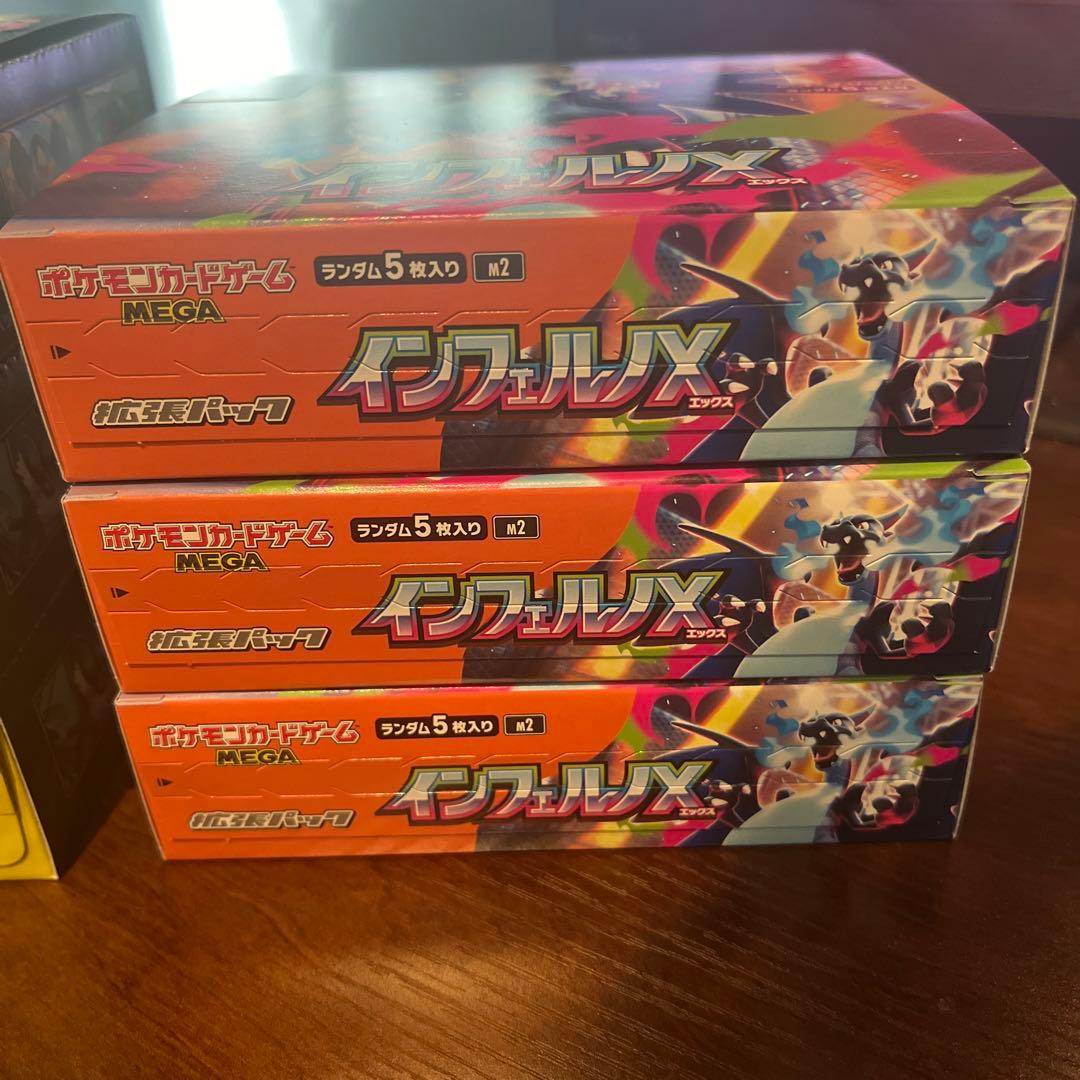 インフェルノX
エックス
ポケモンカードゲーム
MEGA
ランダム5枚入り M2
インフェルノX
エックス
拡張パック
ポケモンカードゲーム
MEGA
ランダム5枚入り M2
インフェルノX
エックス
拡張パック
ポケモンカードゲーム
MEGA
ランダム5枚入り M2
インフェルノX
エックス
拡張パック